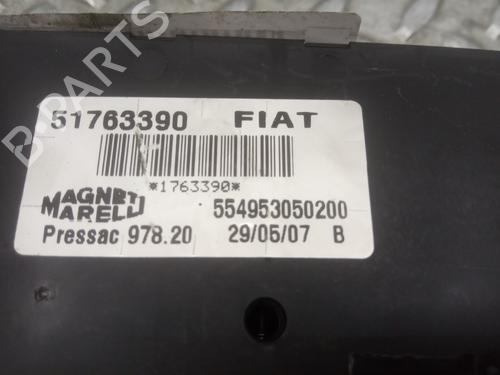 B-PARTS
51763390 FIAT
*1763390*
MAGNETI
MARELLI
554953050200
Pressac 978.20
29/05/07 B